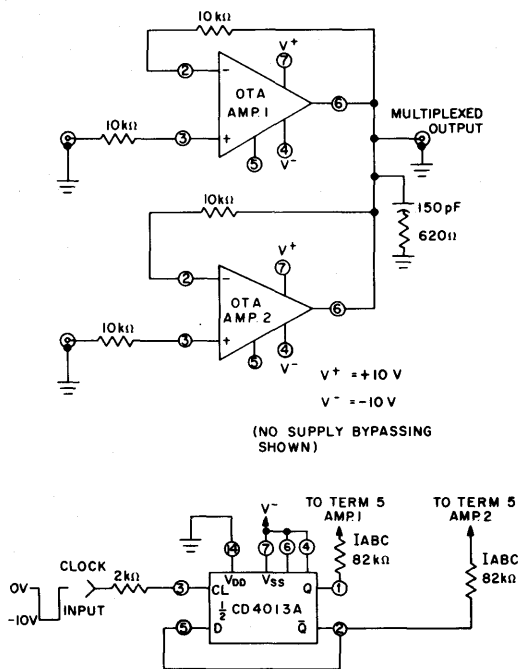 10kΩ
V+
7
2
-
OTA
AMP.1
6
MULTIPLEXED
OUTPUT
10kΩ
3
+
4
5
V-
10kΩ
150pF
620Ω
V+
7
2
-
OTA
AMP.2
6
10kΩ
3
+
4
5
V-
V+ = +10 V
V- = -10 V
(NO SUPPLY BYPASSING
SHOWN)
V-
TO TERM 5
AMP.1
TO TERM 5
AMP.2
IABC
82kΩ
IABC
82kΩ
14
7
6
4
0V
-10V
CLOCK
INPUT
2kΩ
3
CL
VDD
VSS
Q
1
1/2 CD4013A
5
D
Q̅
2